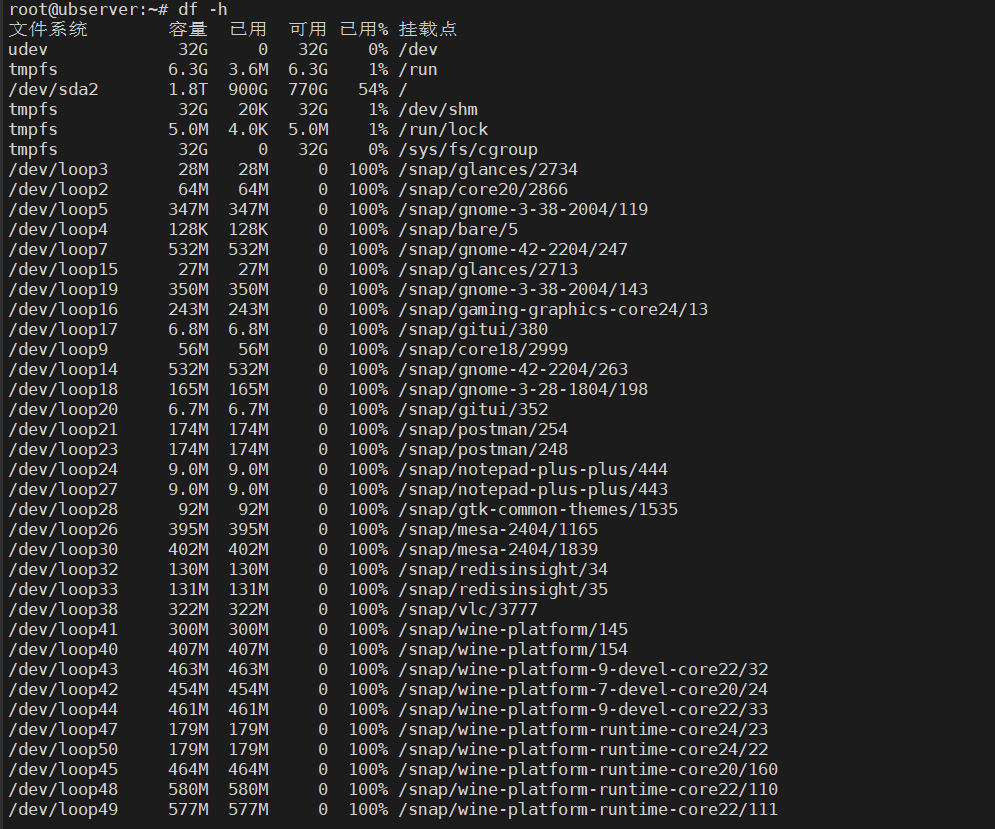 root@ubserver:~# df -h
文件系统 容量 已用 可用 已用% 挂载点
udev 32G 0 32G 0% /dev
tmpfs 6.3G 3.6M 6.3G 1% /run
/dev/sda2 1.8T 900G 770G 54% /
tmpfs 32G 20K 32G 1% /dev/shm
tmpfs 5.0M 4.0K 5.0M 1% /run/lock
tmpfs 32G 0 32G 0% /sys/fs/cgroup
/dev/loop3 28M 28M 0 100% /snap/glances/2734
/dev/loop2 64M 64M 0 100% /snap/core20/2866
/dev/loop5 347M 347M 0 100% /snap/gnome-3-38-2004/119
/dev/loop4 128K 128K 0 100% /snap/bare/5
/dev/loop7 532M 532M 0 100% /snap/gnome-42-2204/247
/dev/loop15 27M 27M 0 100% /snap/glances/2713
/dev/loop19 350M 350M 0 100% /snap/gnome-3-38-2004/143
/dev/loop16 243M 243M 0 100% /snap/gaming-graphics-core24/13
/dev/loop17 6.8M 6.8M 0 100% /snap/gitui/380
/dev/loop9 56M 56M 0 100% /snap/core18/2999
/dev/loop14 532M 532M 0 100% /snap/gnome-42-2204/263
/dev/loop18 165M 165M 0 100% /snap/gnome-3-28-1804/198
/dev/loop20 6.7M 6.7M 0 100% /snap/gitui/352
/dev/loop21 174M 174M 0 100% /snap/postman/254
/dev/loop23 174M 174M 0 100% /snap/postman/248
/dev/loop24 9.0M 9.0M 0 100% /snap/notepad-plus-plus/444
/dev/loop27 9.0M 9.0M 0 100% /snap/notepad-plus-plus/443
/dev/loop28 92M 92M 0 100% /snap/gtk-common-themes/1535
/dev/loop26 395M 395M 0 100% /snap/mesa-2404/1165
/dev/loop30 402M 402M 0 100% /snap/mesa-2404/1839
/dev/loop32 130M 130M 0 100% /snap/redisinsight/34
/dev/loop33 131M 131M 0 100% /snap/redisinsight/35
/dev/loop38 322M 322M 0 100% /snap/vlc/3777
/dev/loop41 300M 300M 0 100% /snap/wine-platform/145
/dev/loop40 407M 407M 0 100% /snap/wine-platform/154
/dev/loop43 463M 463M 0 100% /snap/wine-platform-9-devel-core22/32
/dev/loop42 454M 454M 0 100% /snap/wine-platform-7-devel-core20/24
/dev/loop44 461M 461M 0 100% /snap/wine-platform-9-devel-core22/33
/dev/loop47 179M 179M 0 100% /snap/wine-platform-runtime-core24/23
/dev/loop50 179M 179M 0 100% /snap/wine-platform-runtime-core24/22
/dev/loop45 464M 464M 0 100% /snap/wine-platform-runtime-core20/160
/dev/loop48 580M 580M 0 100% /snap/wine-platform-runtime-core22/110
/dev/loop49 577M 577M 0 100% /snap/wine-platform-runtime-core22/111